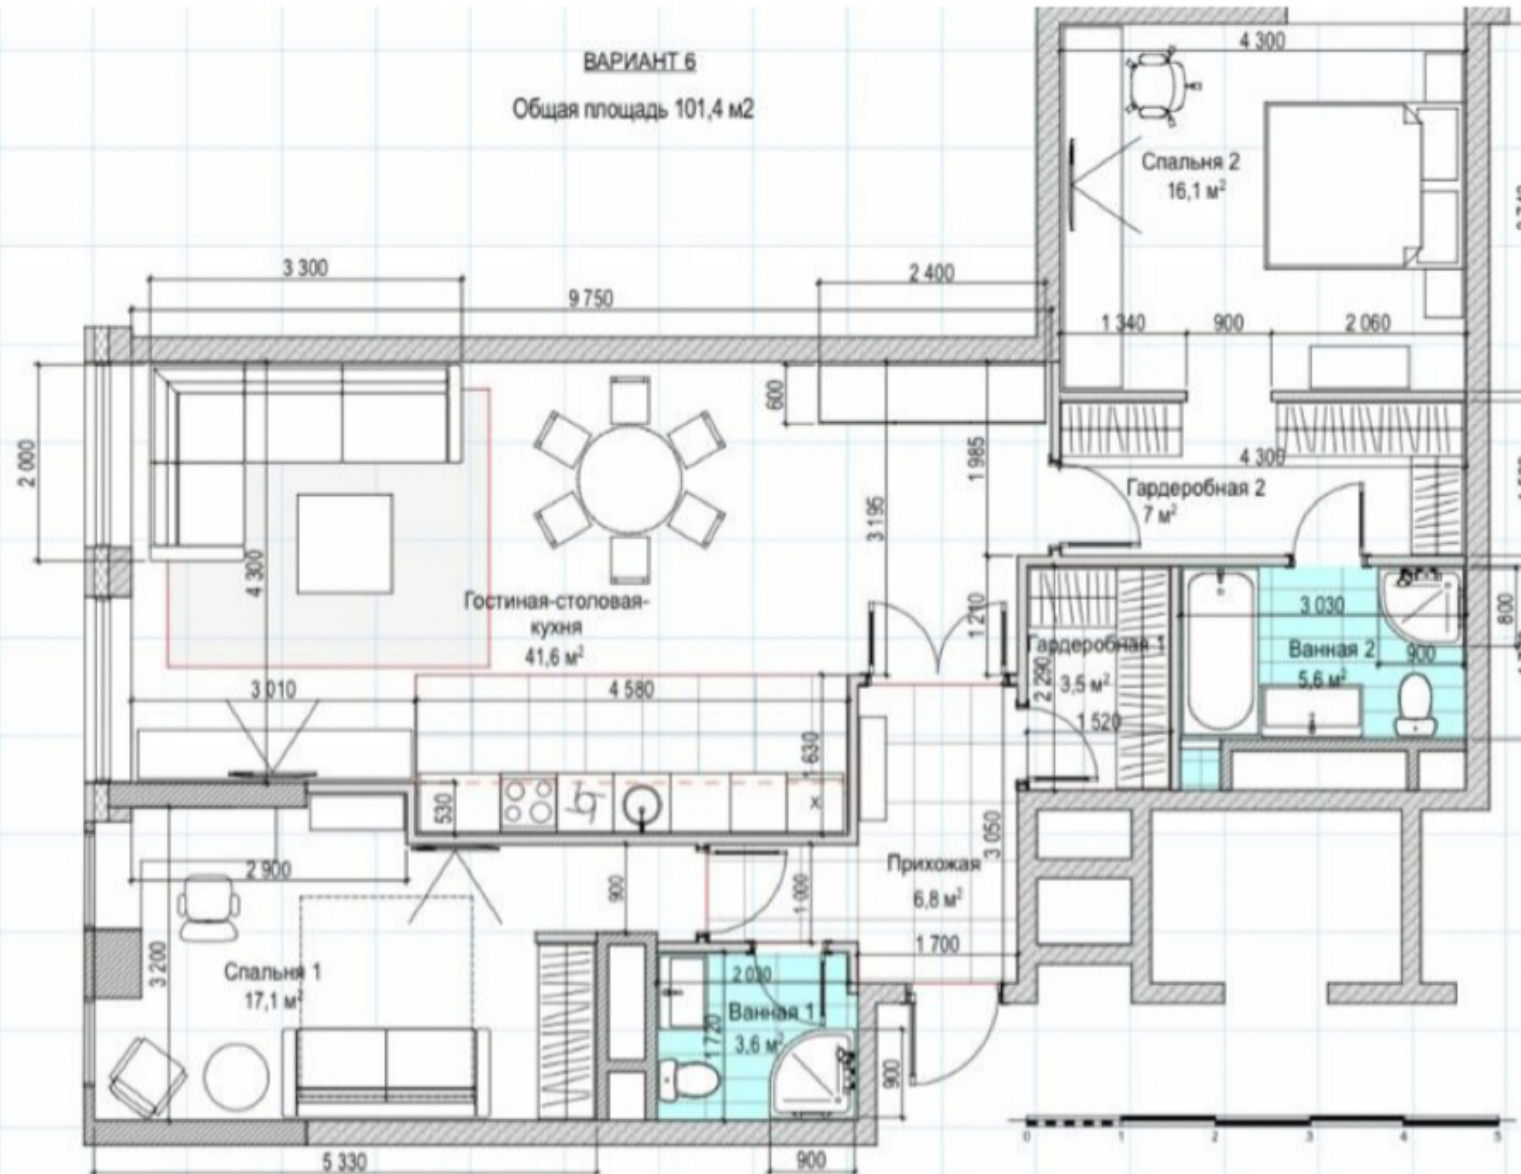 ВАРИАНТ 6
Общая площадь 101,4 м2
4 300
Спальня 2
16,1 м²
3 300
2 400
9 750
1 340
900
2 060
600
2 000
1 985
4 300
Гардеробная 2
7 м²
3 195
4 300
Гостиная-столовая-
кухня
41,6 м²
1 210
3 030
800
Гардеробная 1
3,5 м²
2 290
Ванная 2
5,6 м²
900
3 010
4 580
1 520
1 630
530
X
3 050
2 900
900
1 000
Прихожая
6,8 м²
1 700
3 200
Спальня 1
17,1 м²
2 030
Ванная 1
3,6 м²
1 720
900
0 1 2 3 4 5
5 330
900